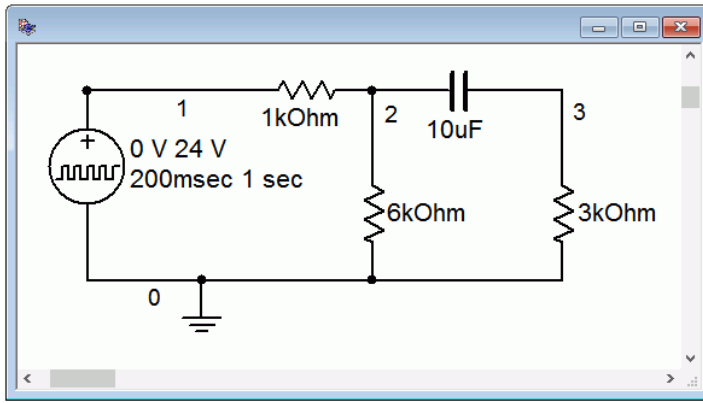 1
1kOhm
2
10uF
3
0 V 24 V
200msec 1 sec
6kOhm
3kOhm
0